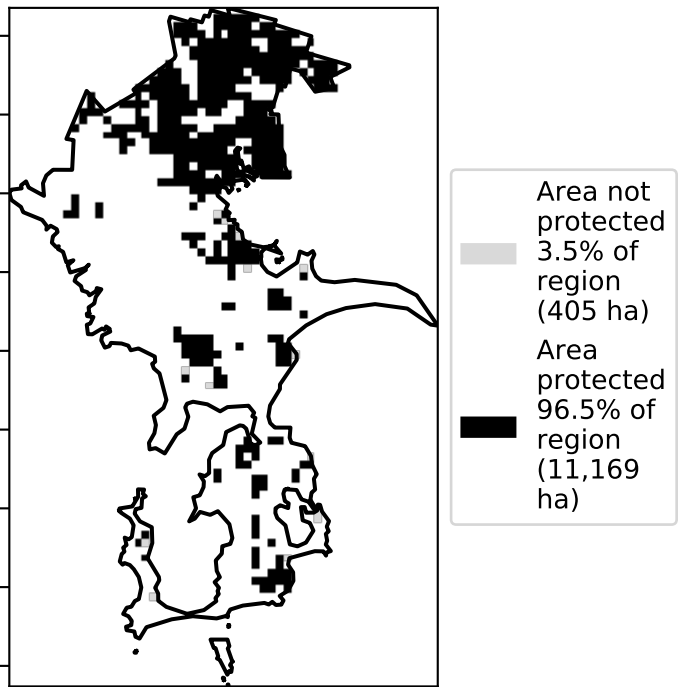 Area not
protected
3.5% of
region
(405 ha)
Area
protected
96.5% of
region
(11,169
ha)